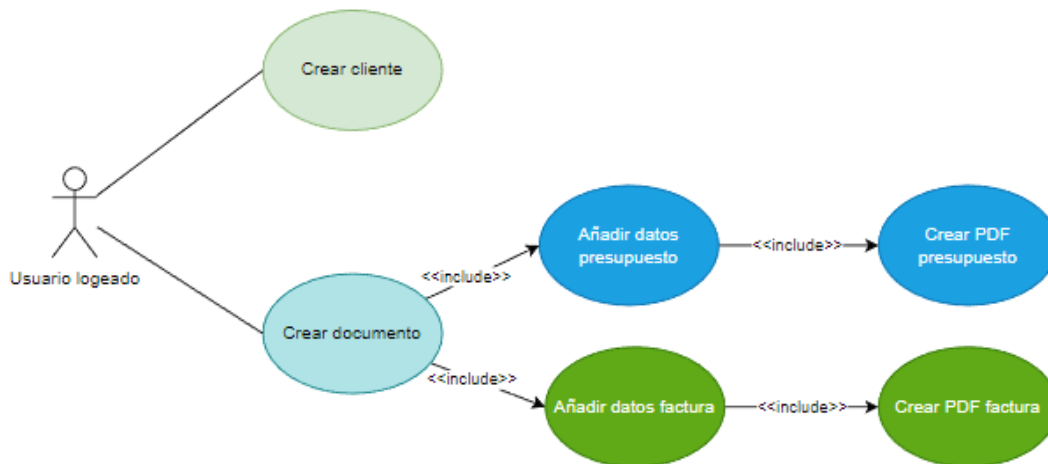 Crear cliente
Usuario logeado
Crear documento
<<include>>
Añadir datos
presupuesto
<<include>>
Crear PDF
presupuesto
<<include>>
Añadir datos factura
<<include>>
Crear PDF factura